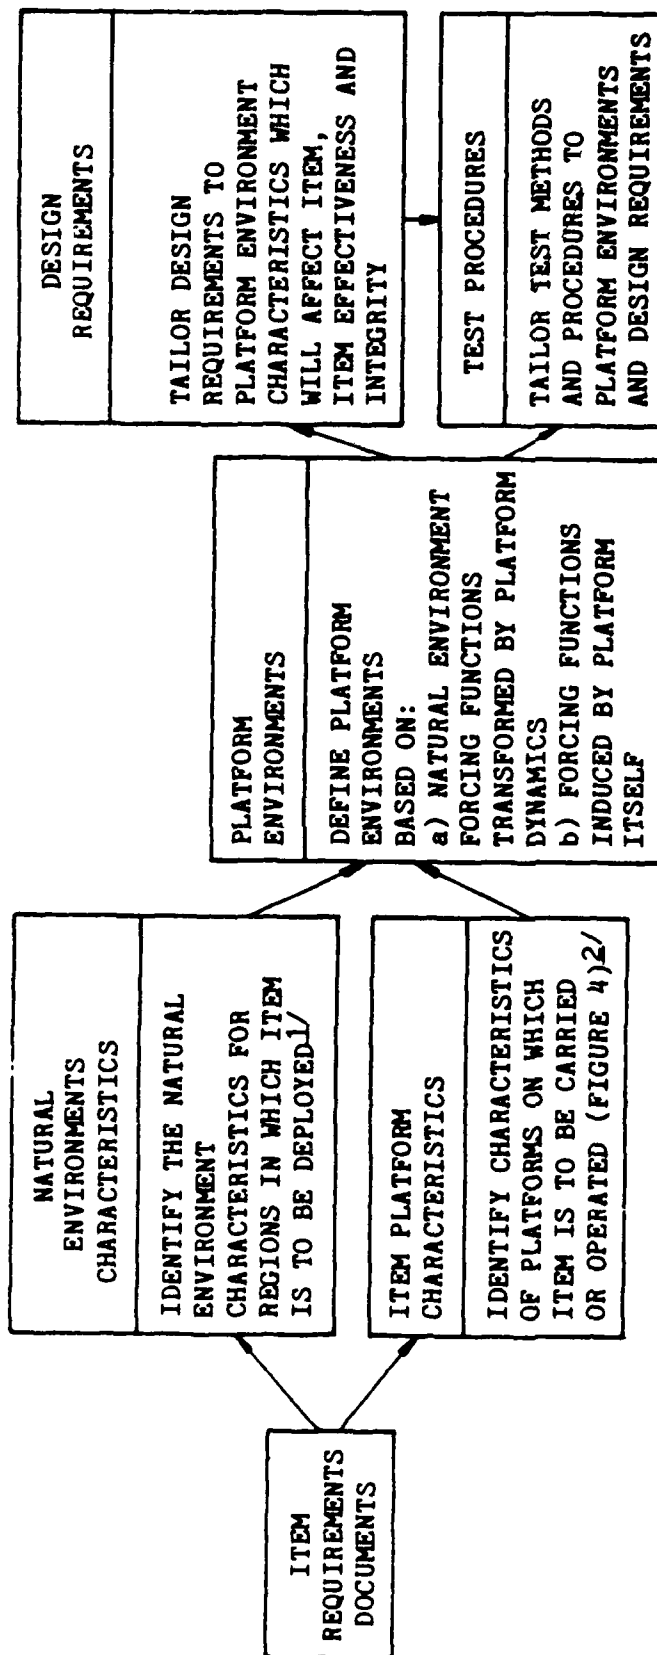 ITEM
REQUIREMENTS
DOCUMENTS
NATURAL
ENVIRONMENTS
CHARACTERISTICS
IDENTIFY THE NATURAL
ENVIRONMENT
CHARACTERISTICS FOR
REGIONS IN WHICH ITEM
IS TO BE DEPLOYED1/
ITEM PLATFORM
CHARACTERISTICS
IDENTIFY CHARACTERISTICS
OF PLATFORMS ON WHICH
ITEM IS TO BE CARRIED
OR OPERATED (FIGURE 4)2/
PLATFORM
ENVIRONMENTS
DEFINE PLATFORM
ENVIRONMENTS
BASED ON:
a) NATURAL ENVIRONMENT
FORCING FUNCTIONS
TRANSFORMED BY PLATFORM
DYNAMICS
b) FORCING FUNCTIONS
INDUCED BY PLATFORM
ITSELF
DESIGN
REQUIREMENTS
TAILOR DESIGN
REQUIREMENTS TO
PLATFORM ENVIRONMENT
CHARACTERISTICS WHICH
WILL AFFECT ITEM,
ITEM EFFECTIVENESS AND
INTEGRITY
TEST PROCEDURES
TAILOR TEST METHODS
AND PROCEDURES TO
PLATFORM ENVIRONMENTS
AND DESIGN REQUIREMENTS